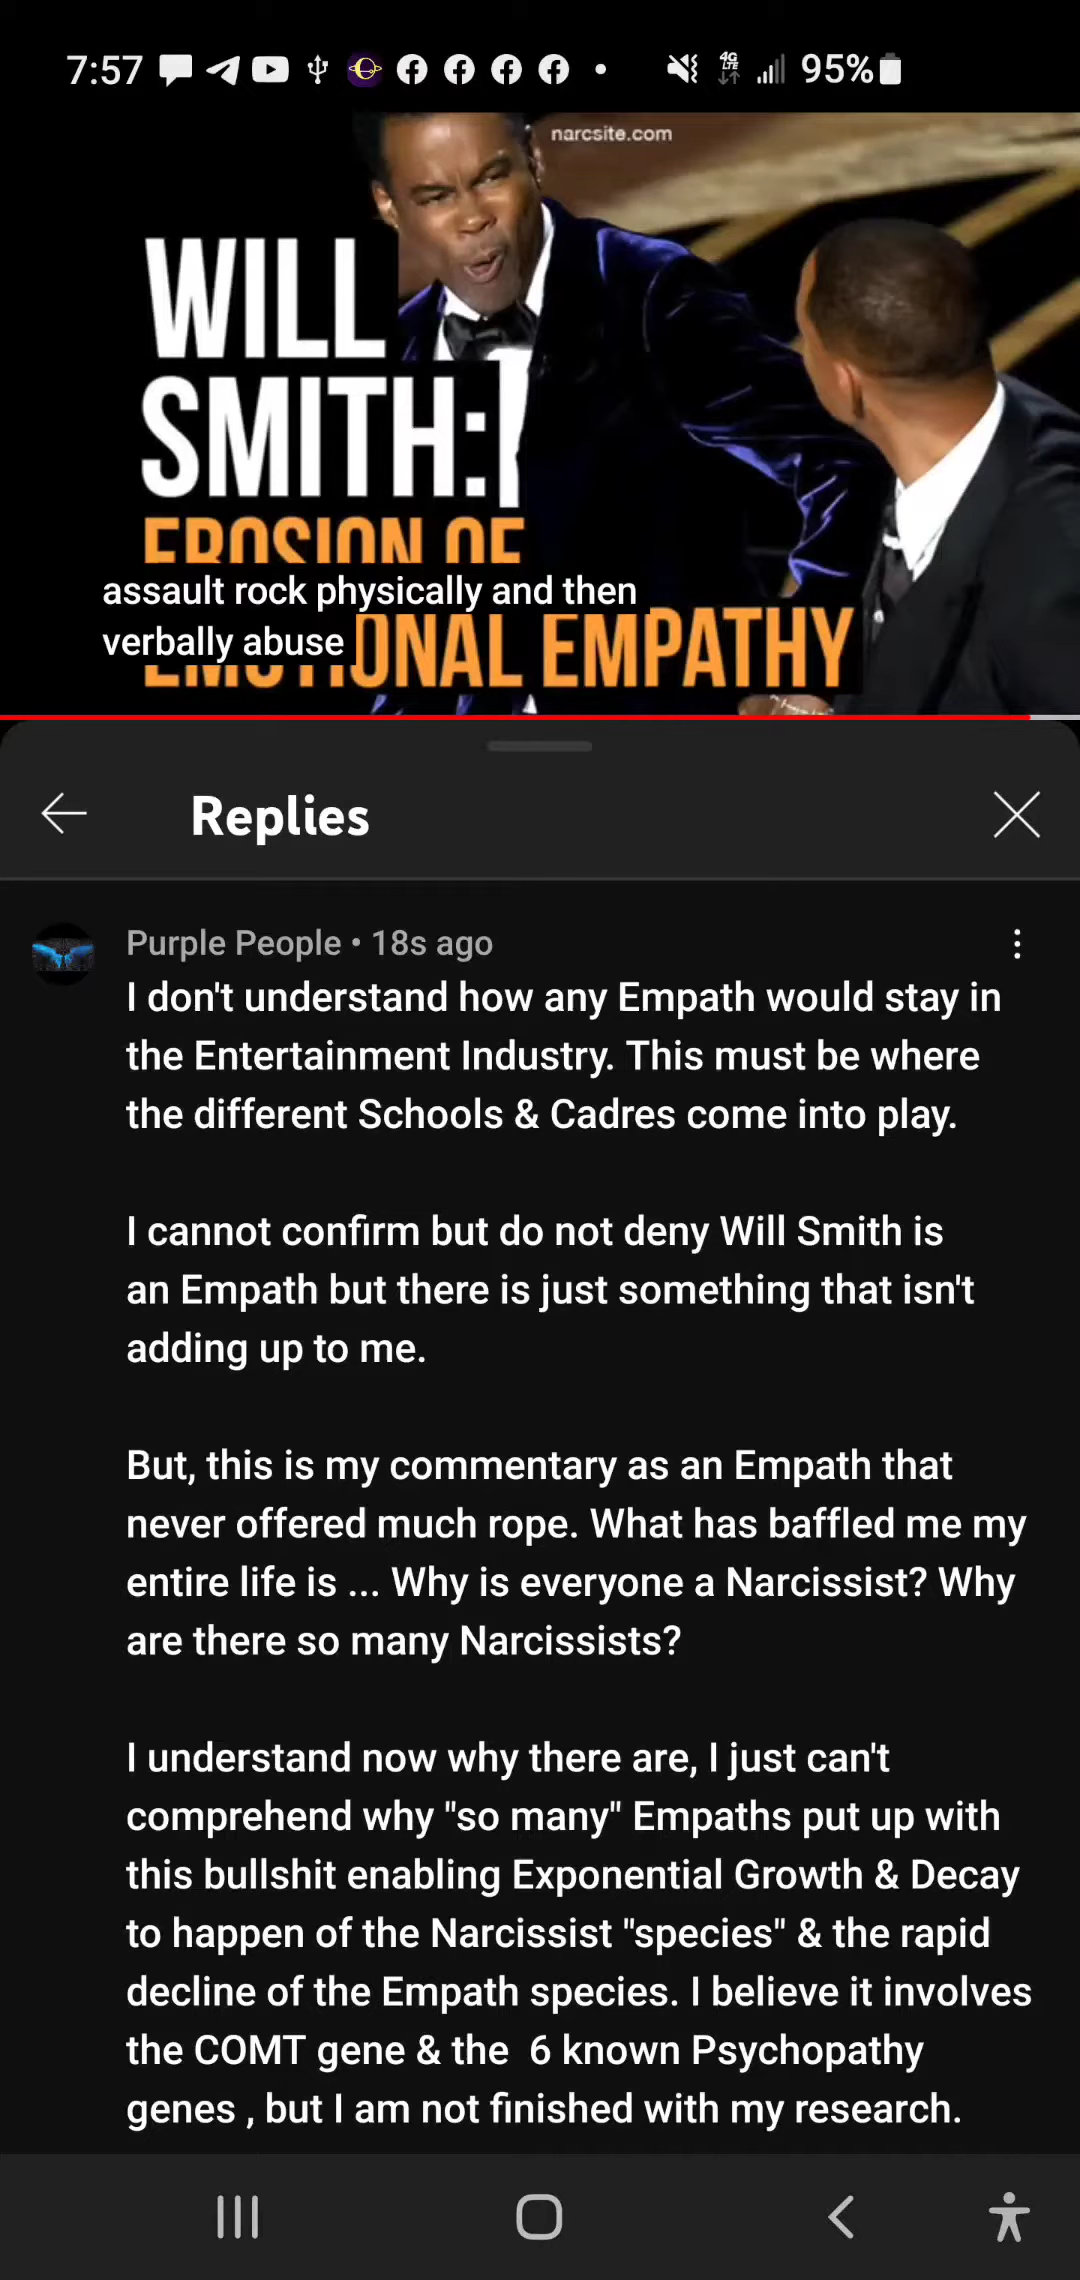 7:57 4G LTE 95%
narcsite.com
WILL
SMITH:
EROSION OF
assault rock physically and then
verbally abuse
EMOTIONAL EMPATHY
Replies
Purple People • 18s ago
I don't understand how any Empath would stay in
the Entertainment Industry. This must be where
the different Schools & Cadres come into play.
I cannot confirm but do not deny Will Smith is
an Empath but there is just something that isn't
adding up to me.
But, this is my commentary as an Empath that
never offered much rope. What has baffled me my
entire life is ... Why is everyone a Narcissist? Why
are there so many Narcissists?
I understand now why there are, I just can't
comprehend why "so many" Empaths put up with
this bullshit enabling Exponential Growth & Decay
to happen of the Narcissist "species" & the rapid
decline of the Empath species. I believe it involves
the COMT gene & the  6 known Psychopathy
genes , but I am not finished with my research.